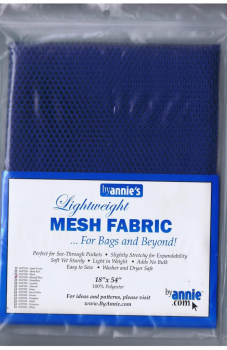 byannie's
Lightweight
MESH FABRIC
...For Bags and Beyond!
Perfect for See-Through Pockets • Slightly Stretchy for Expandability
Soft Yet Sturdy • Light in Weight • Adds No Bulk
Easy to Sew • Washer and Dryer Safe
18" x 54"
100% Polyester
For ideas and patterns, please visit
www.ByAnnie.com
by annie
.com